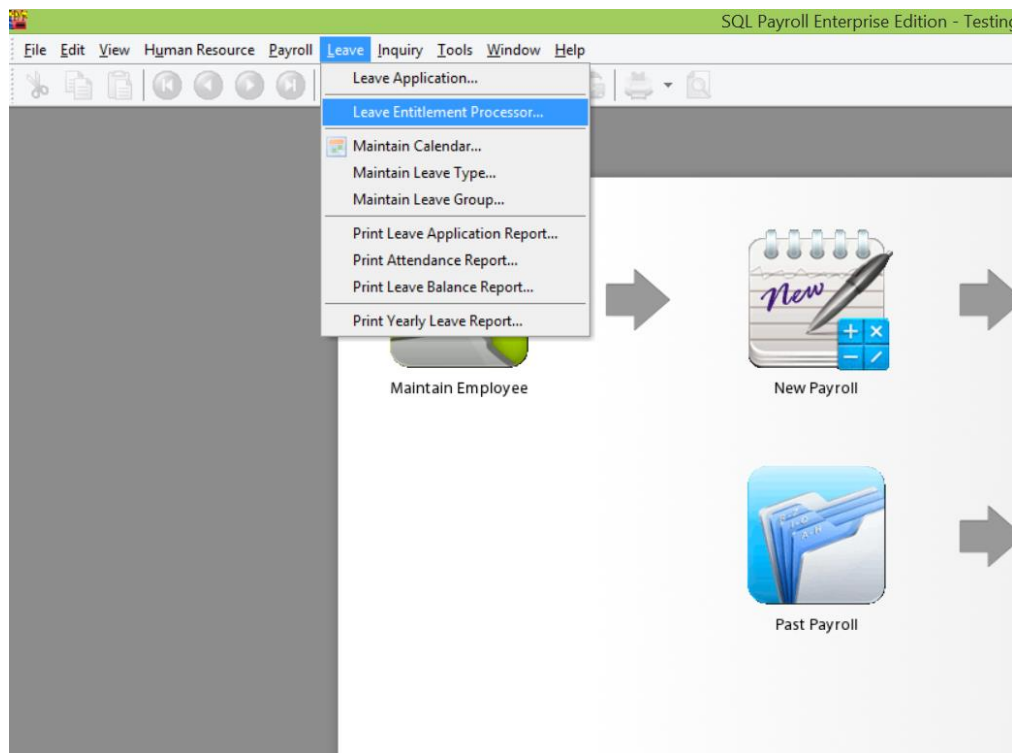 SQL Payroll Enterprise Edition - Testing
File Edit View Human Resource Payroll Leave Inquiry Tools Window Help
Leave Application...
Leave Entitlement Processor...
Maintain Calendar...
Maintain Leave Type...
Maintain Leave Group...
Print Leave Application Report...
Print Attendance Report...
Print Leave Balance Report...
Print Yearly Leave Report...
New
Maintain Employee
New Payroll
A-H
Past Payroll